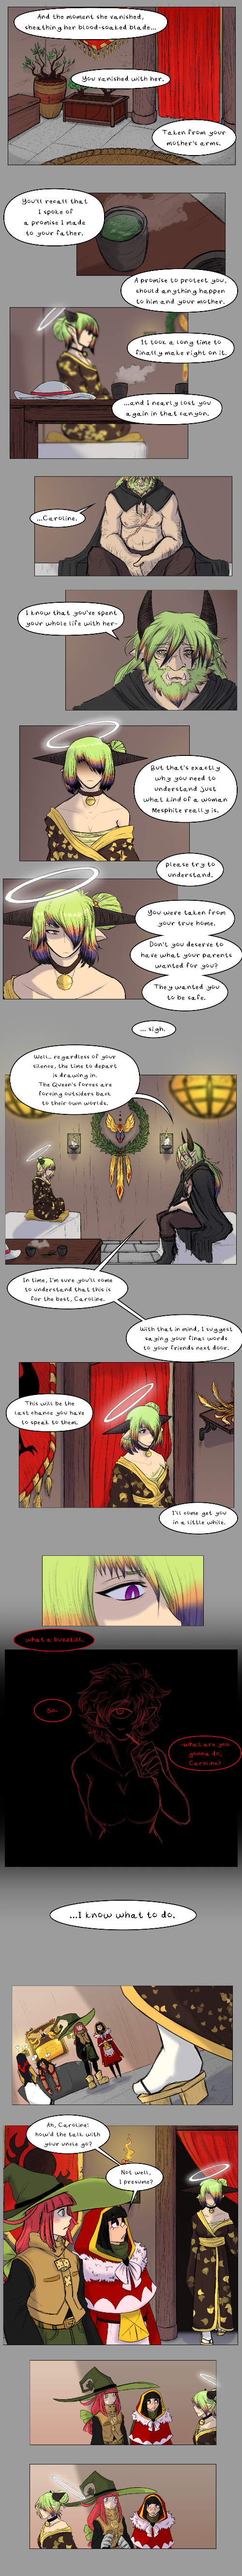 And the moment she vanished,
sheathing her blood-soaked blade...
You vanished with her.
Taken from your
mother's arms.
You'll recall that
I spoke of
a promise I made
to your father.
A promise to protect you,
should anything happen
to him and your mother.
It took a long time to
finally make right on it.
...and I nearly lost you
again in that canyon.
...Caroline.
I know that you've spent
your whole life with her-
But that's exactly
why you need to
understand just
what kind of a woman
Mesphite really is.
please try to
understand.
You were taken from
your true home.
Don't you deserve to
have what your parents
wanted for you?
They wanted you
to be safe.
... sigh.
Well... regardless of your
silence, the time to depart
is drawing in.
The Queen's forces are
forcing outsiders back
to their own worlds.
In time, I'm sure you'll come
to understand that this is
for the best, Caroline.
With that in mind, I suggest
saying your final words
to your friends next door.
This will be the
last chance you have
to speak to them.
I'll come get you
in a little while.
What a
So.
What are you
gonna do,
Caroline?
...I know what to do.
Ah, Caroline!
how'd the talk with
your uncle go?
Not well,
I presume?